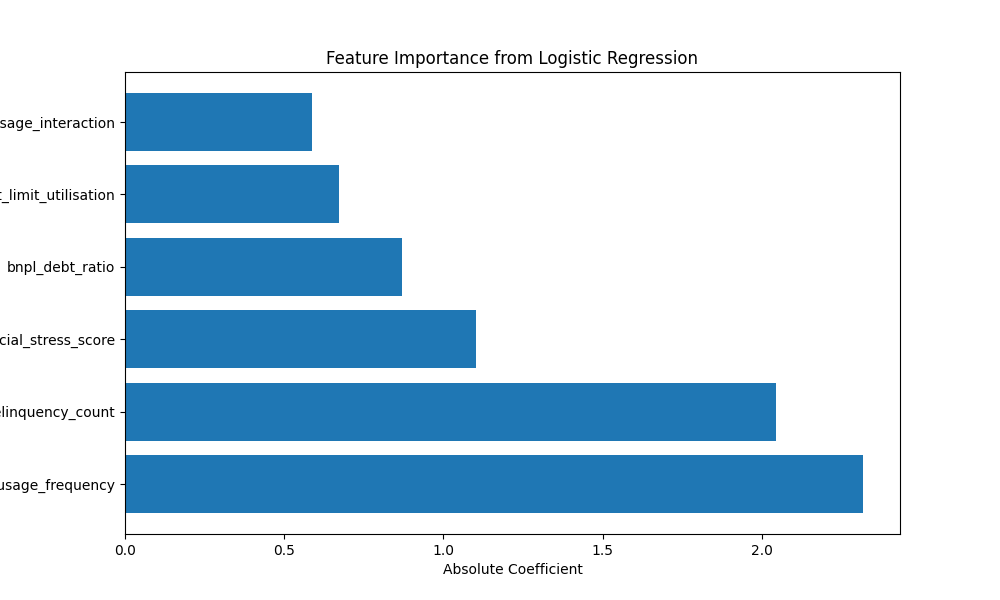 Feature Importance from Logistic Regression
sage_interaction
t_limit_utilisation
bnpl_debt_ratio
cial_stress_score
elinquency_count
usage_frequency
0.0 0.5 1.0 1.5 2.0
Absolute Coefficient